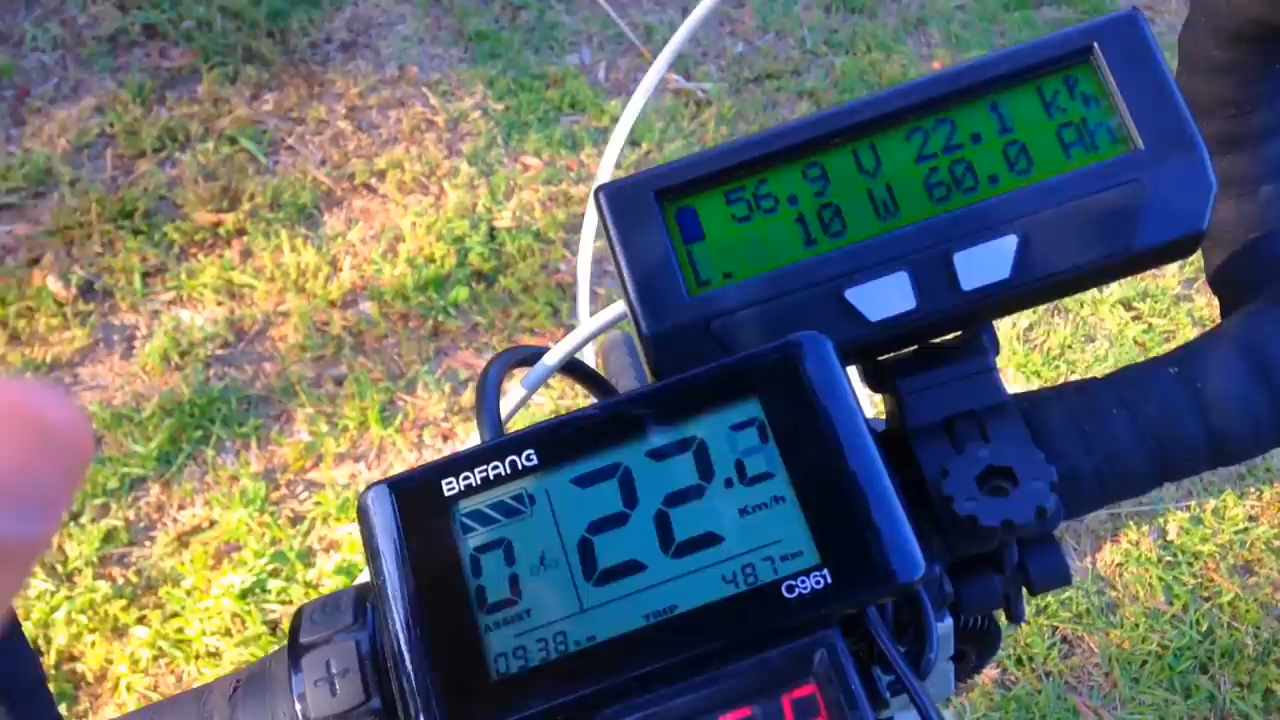 56.9 V 22.1 kph
10 W 60.0 Ah
BAFANG
22.2
Km/h
0
ASSIST
48.7 Km
TRIP
C961
09:38
+